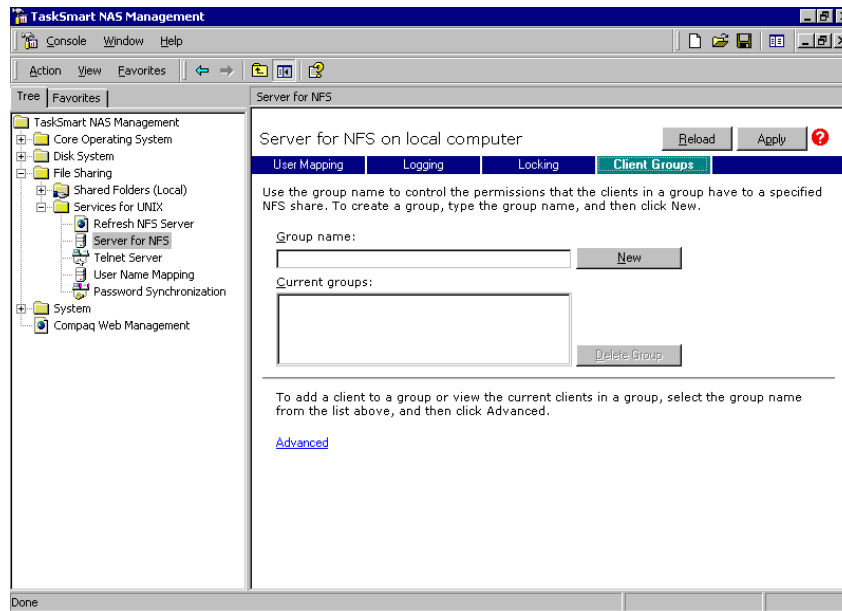 TaskSmart NAS Management
Console Window Help
Action View Favorites
Tree Favorites
Server for NFS
TaskSmart NAS Management
Core Operating System
Disk System
File Sharing
Shared Folders (Local)
Services for UNIX
Refresh NFS Server
Server for NFS
Telnet Server
User Name Mapping
Password Synchronization
System
Compaq Web Management
Server for NFS on local computer
Reload Apply ?
User Mapping Logging Locking Client Groups
Use the group name to control the permissions that the clients in a group have to a specified
NFS share. To create a group, type the group name, and then click New.
Group name:
New
Current groups:
Delete Group
To add a client to a group or view the current clients in a group, select the group name
from the list above, and then click Advanced.
Advanced
Done